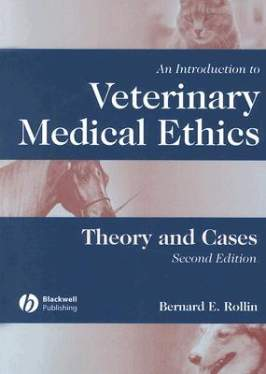 An Introduction to
Veterinary
Medical Ethics
Theory and Cases
Second Edition
Blackwell
Publishing
Bernard E. Rollin